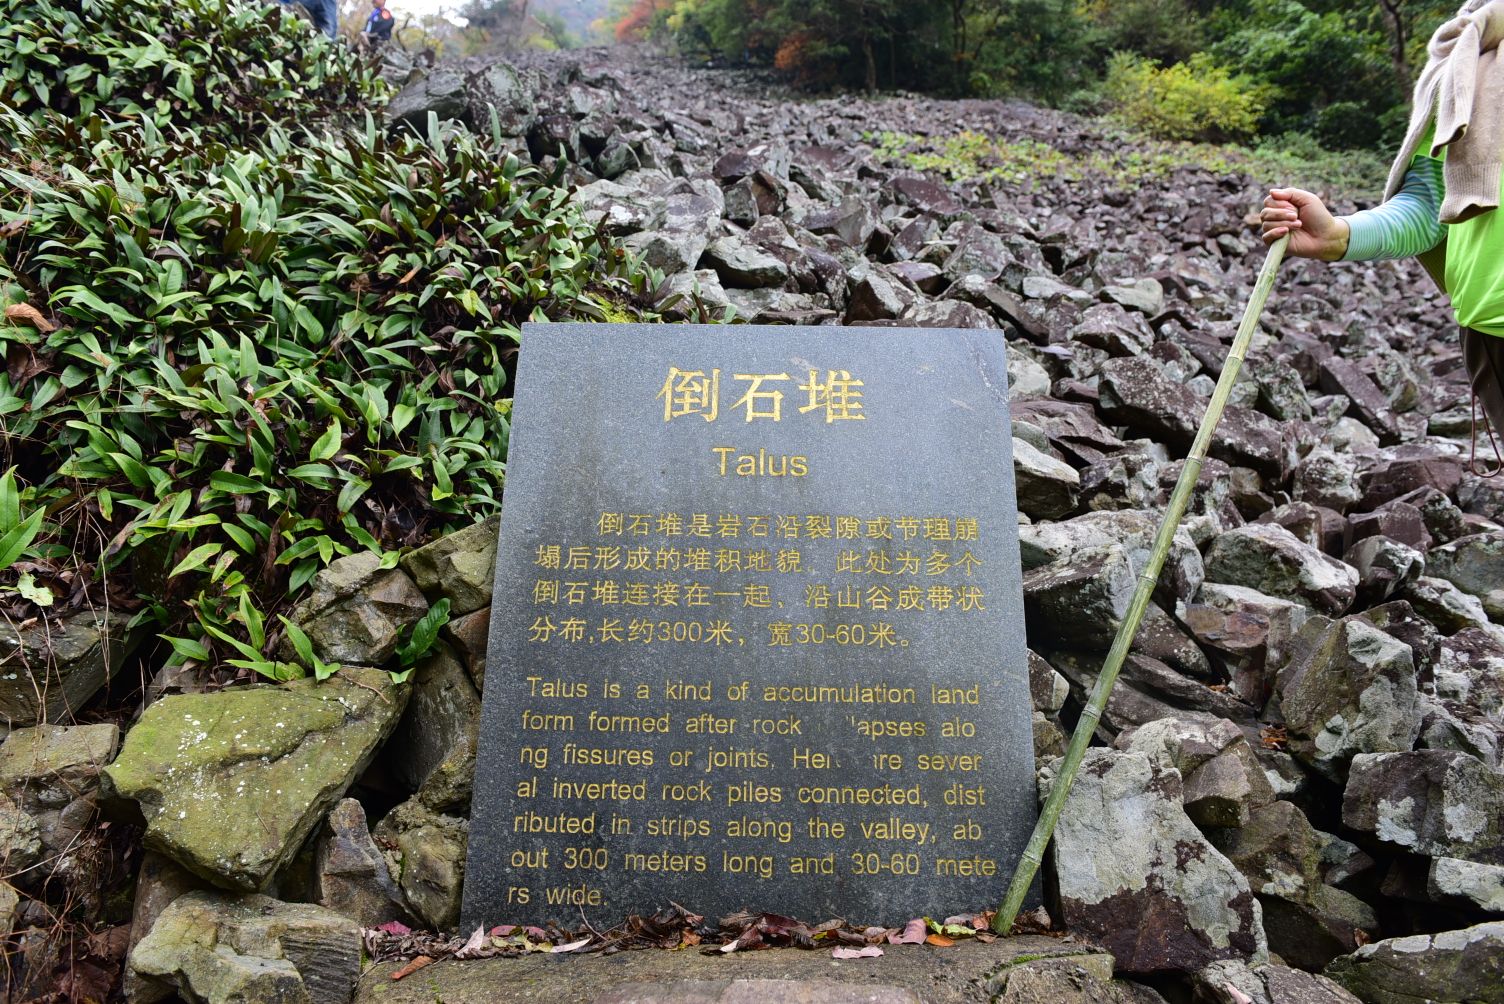 倒石堆
Talus
倒石堆是岩石沿裂隙或节理崩
塌后形成的堆积地貌. 此处为多个
倒石堆连接在一起、沿山谷成带状
分布,长约300米，宽30-60米。
Talus is a kind of accumulation land
form formed after rock apses alo
ng fissures or joints, sever
al inverted rock piles connected, dist
ributed in strips along the valley, ab
out 300 meters long and 30-60 mete
rs wide.